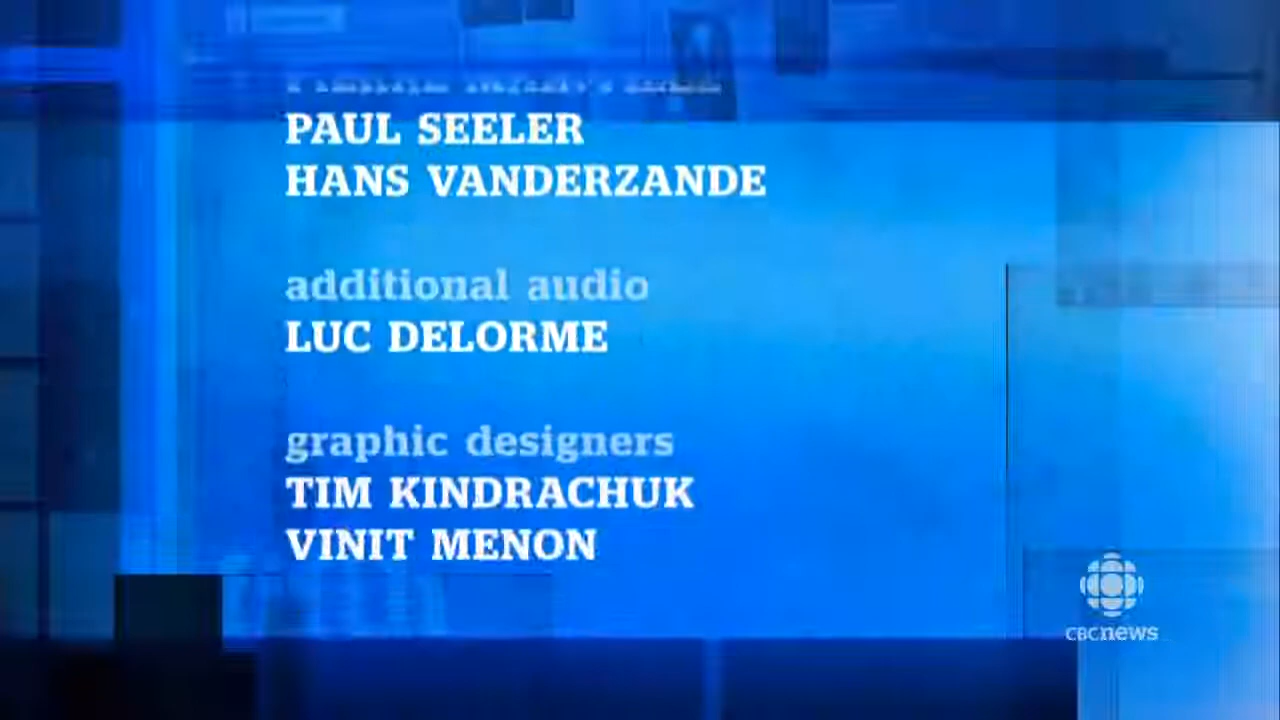 PAUL SEELER
HANS VANDERZANDE
additional audio
LUC DELORME
graphic designers
TIM KINDRACHUK
VINIT MENON
CBCnews